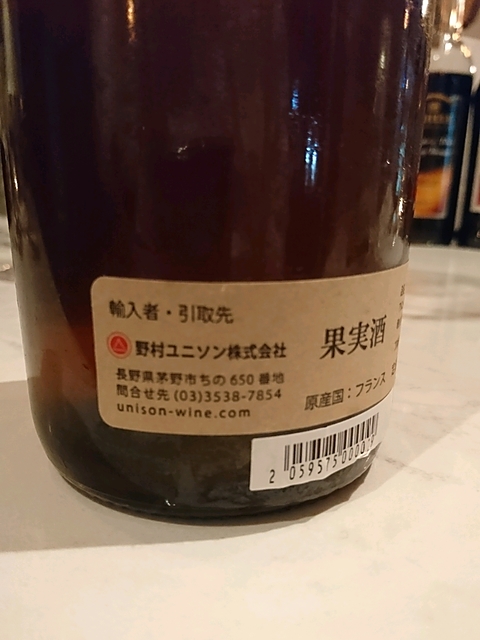 輸入者・引取先
野村ユニソン株式会社
長野県茅野市ちの650番地
問合せ先 (03)3538-7854
unison-wine.com
果実酒
原産国：フランス